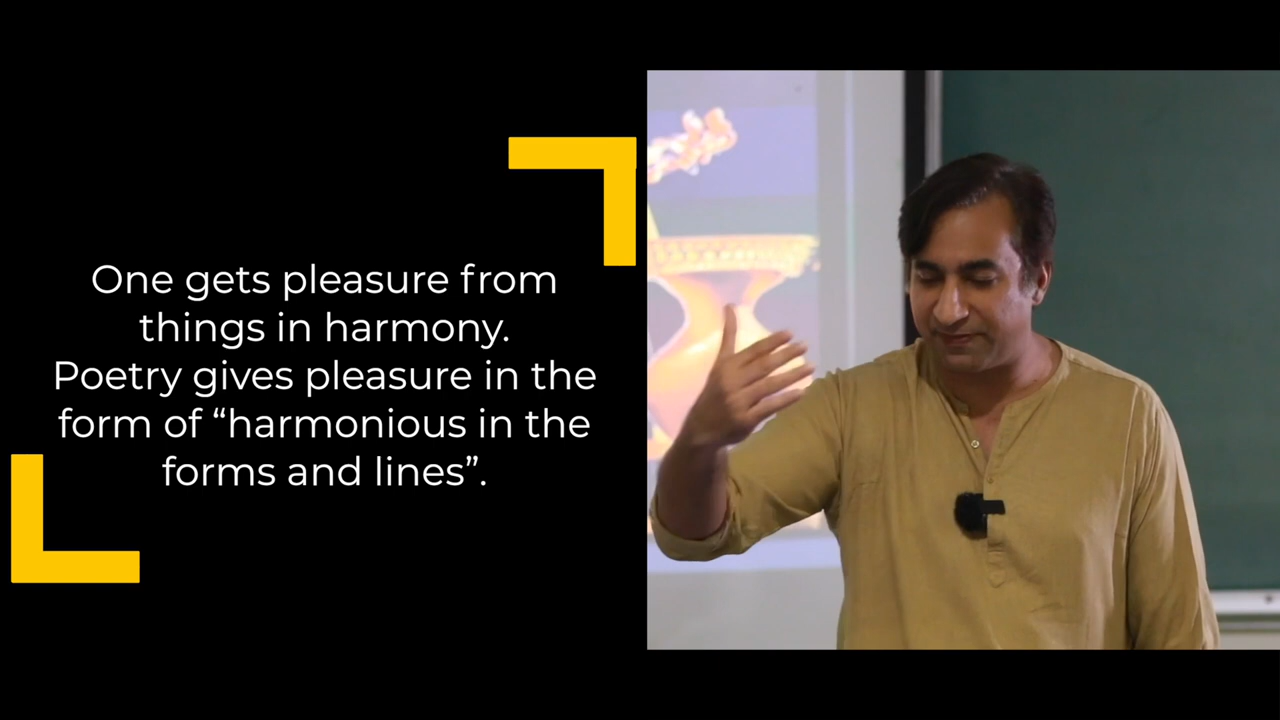 One gets pleasure from
things in harmony.
Poetry gives pleasure in the
form of “harmonious in the
forms and lines”.